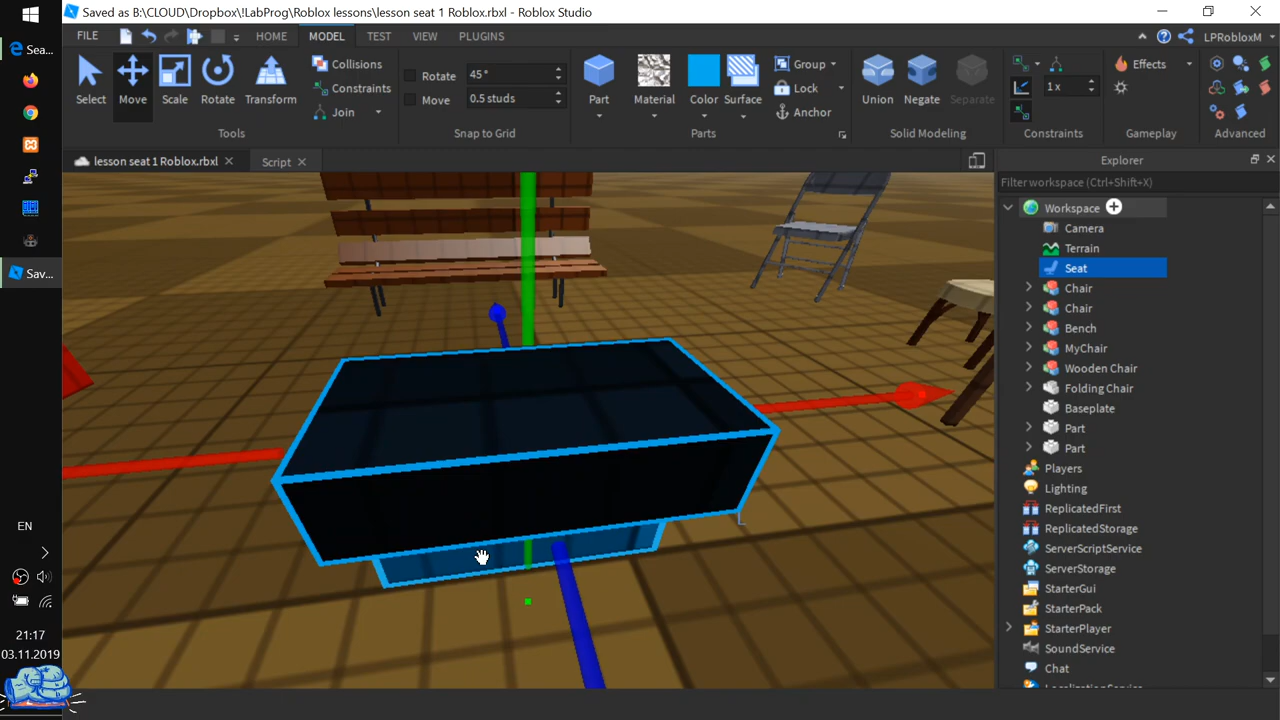 Saved as B:\CLOUD\Dropbox\!LabProg\Roblox lessons\lesson seat 1 Roblox.rbxl - Roblox Studio
FILE HOME MODEL TEST VIEW PLUGINS LPRobloxM
Select Move Scale Rotate Transform
Collisions
Constraints
Join
Tools
Rotate 45°
Move 0.5 studs
Snap to Grid
Part Material Color Surface
Group
Lock
Anchor
Parts
Union Negate Separate
Solid Modeling
1 x
Constraints
Effects
Gameplay
Advanced
lesson seat 1 Roblox.rbxl
Script
Explorer
Filter workspace (Ctrl+Shift+X)
Workspace
Camera
Terrain
Seat
Chair
Chair
Bench
MyChair
Wooden Chair
Folding Chair
Baseplate
Part
Part
Players
Lighting
ReplicatedFirst
ReplicatedStorage
ServerScriptService
ServerStorage
StarterGui
StarterPack
StarterPlayer
SoundService
Chat
L
Sea...
Sav...
EN
21:17
03.11.2019